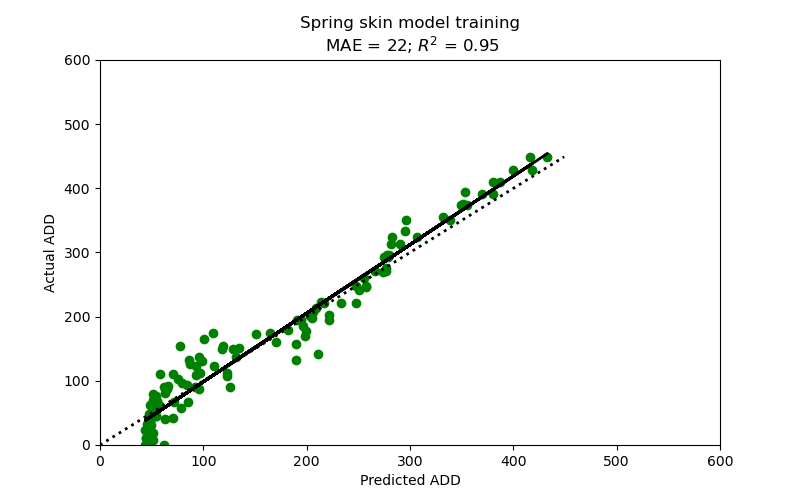 Spring skin model training
MAE = 22; R² = 0.95
600
500
400
300
200
100
0
Actual ADD
0 100 200 300 400 500 600
Predicted ADD